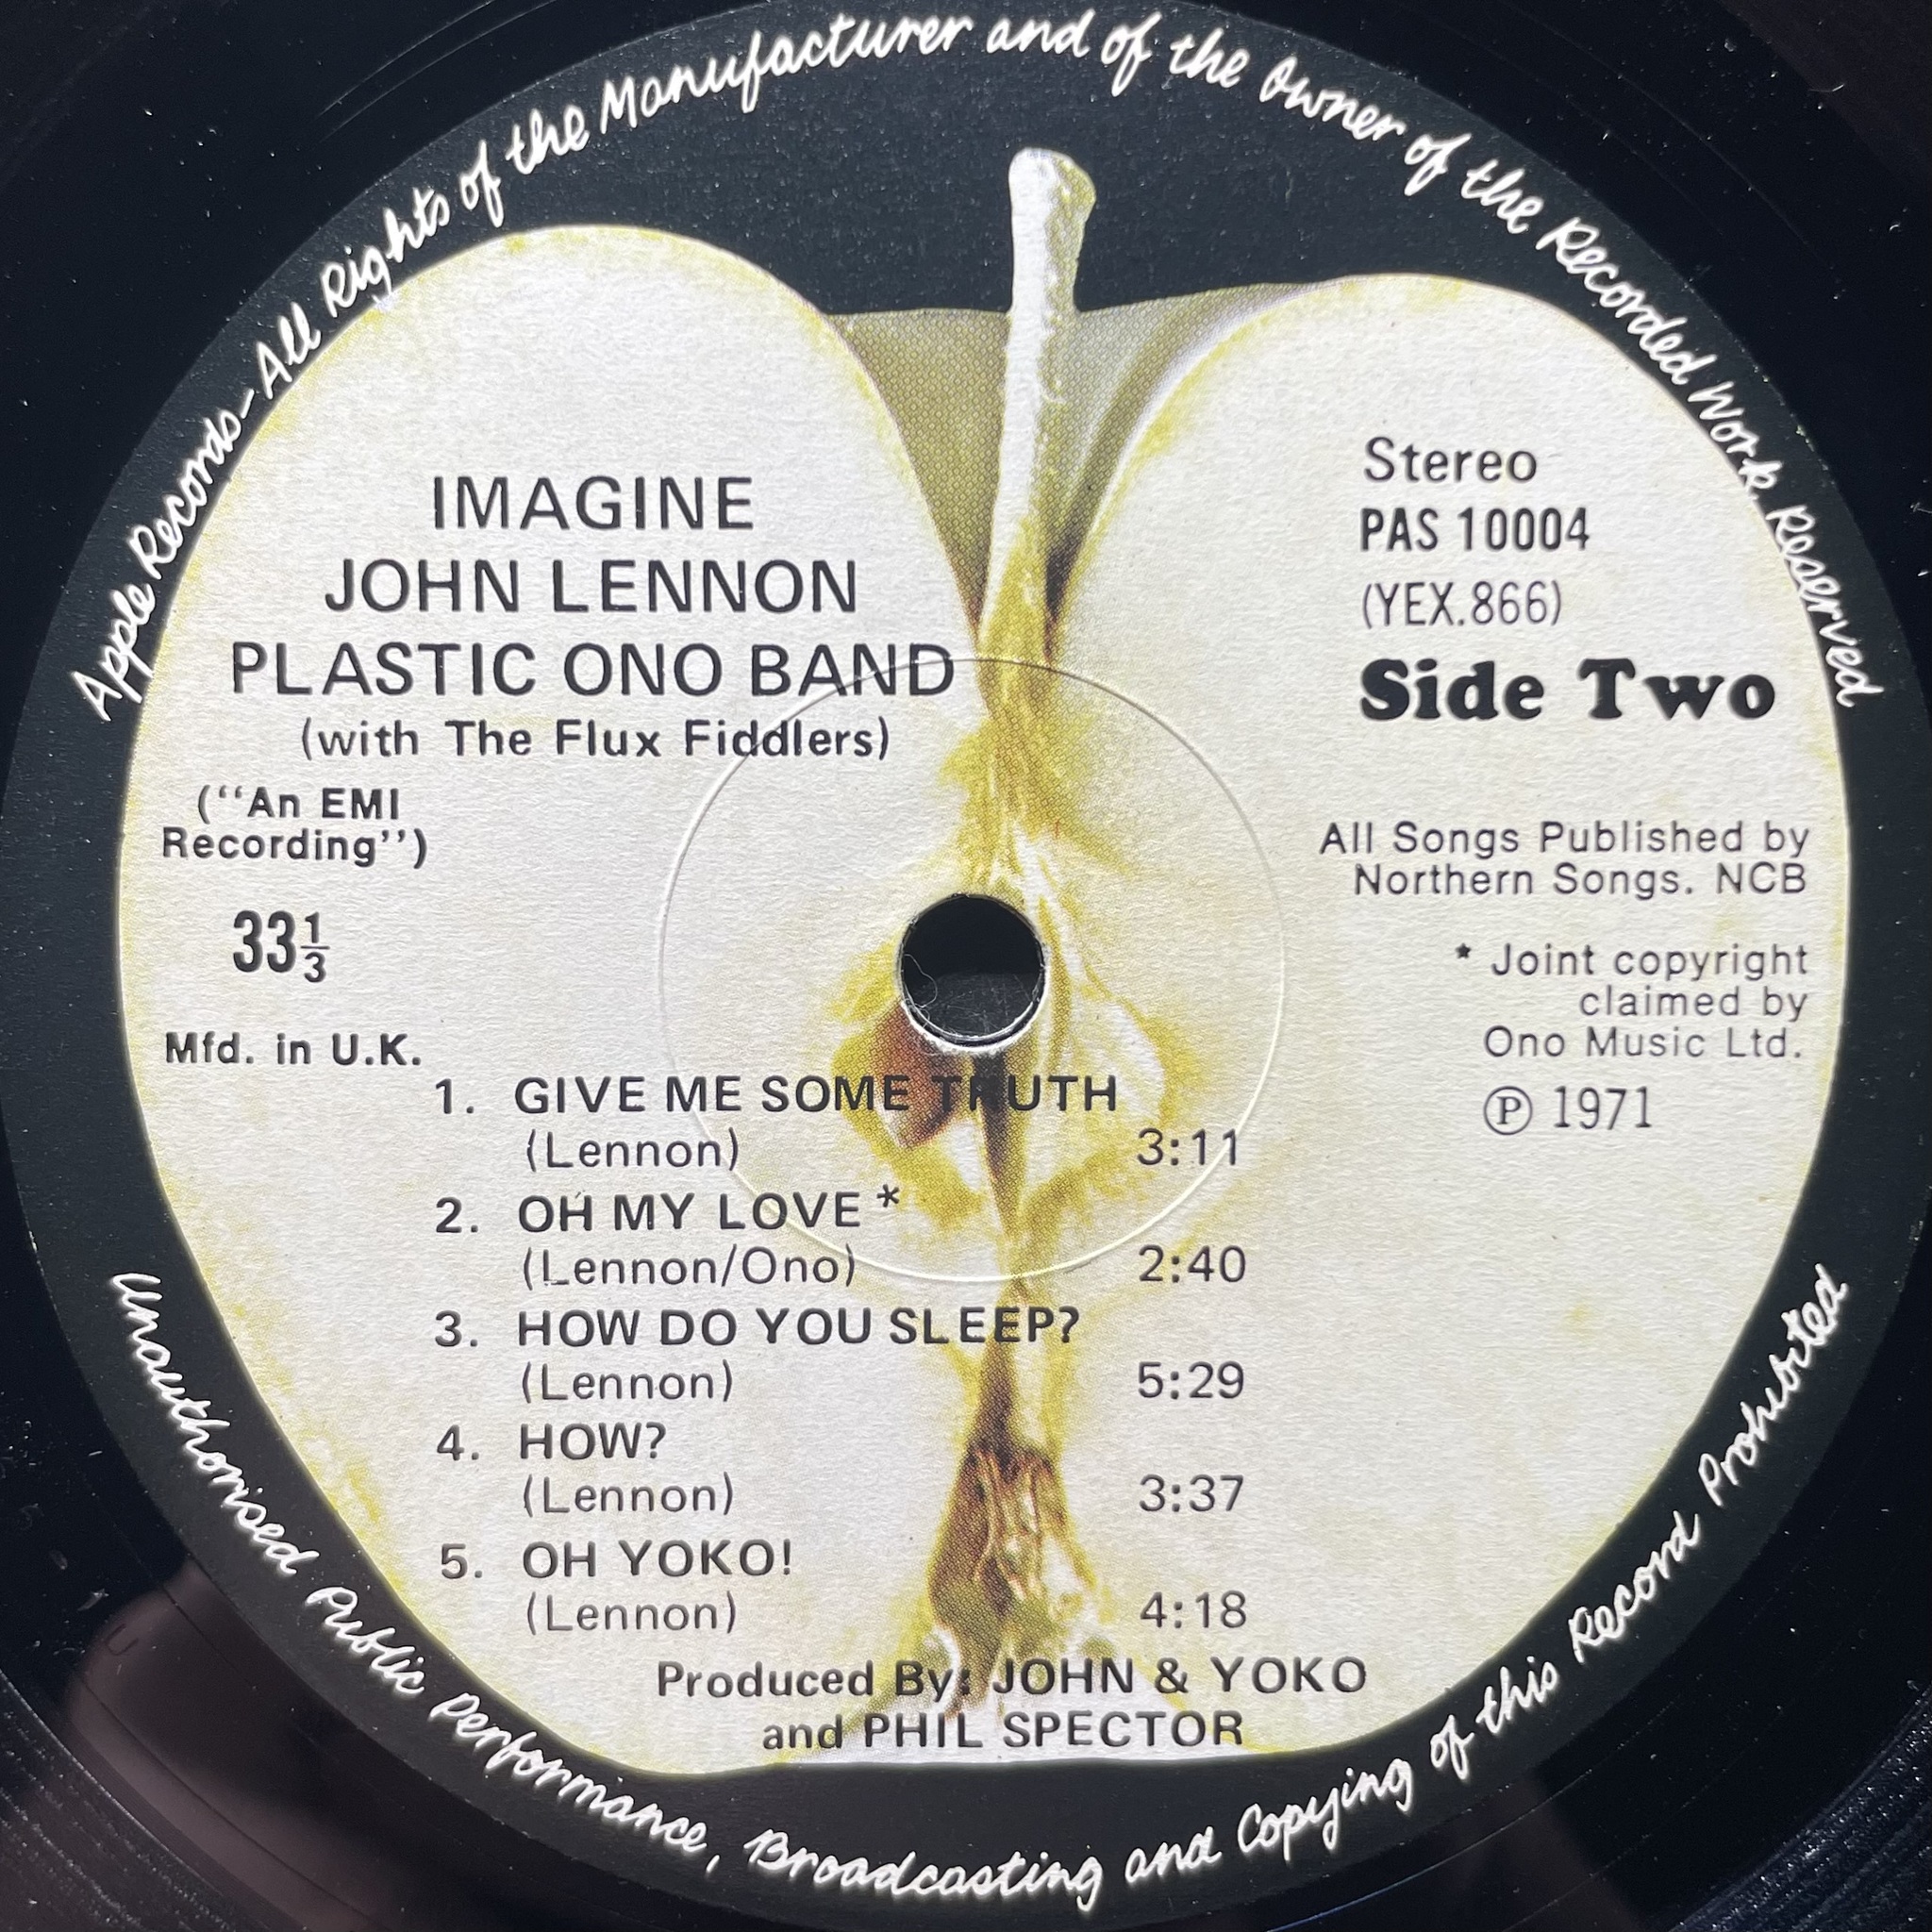 Apple Records – All Rights of the Manufacturer and of the Owner of the Recorded Work Reserved
IMAGINE
JOHN LENNON
PLASTIC ONO BAND
(with The Flux Fiddlers)
(“An EMI
Recording”)
33⅓
Mfd. in U.K.
Stereo
PAS 10004
(YEX.866)
Side Two
All Songs Published by
Northern Songs. NCB
* Joint copyright
claimed by
Ono Music Ltd.
℗ 1971
1. GIVE ME SOME TRUTH
(Lennon) 3:11
2. OH MY LOVE *
(Lennon/Ono) 2:40
3. HOW DO YOU SLEEP?
(Lennon) 5:29
4. HOW?
(Lennon) 3:37
5. OH YOKO!
(Lennon) 4:18
Produced By: JOHN & YOKO
and PHIL SPECTOR
Unauthorised Public Performance, Broadcasting and Copying of this Record Prohibited